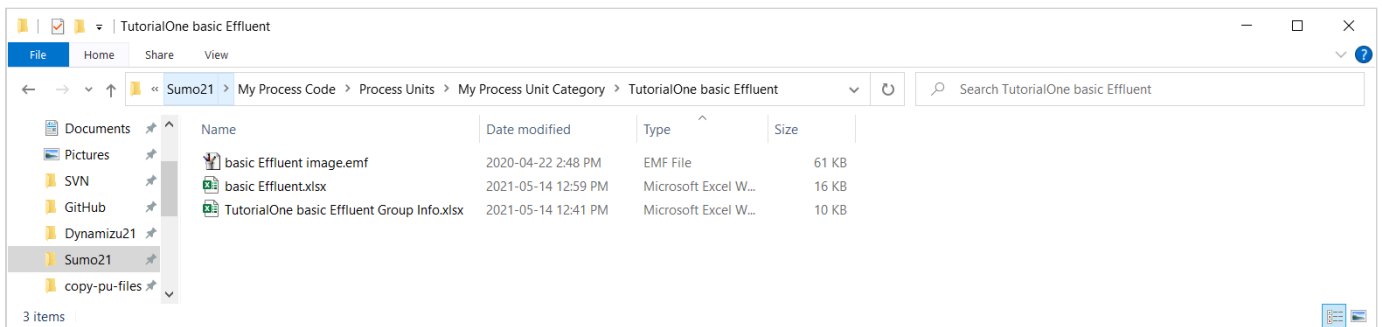 TutorialOne basic Effluent
File Home Share View
« Sumo21 > My Process Code > Process Units > My Process Unit Category > TutorialOne basic Effluent Search TutorialOne basic Effluent
Documents Name Date modified Type Size
Pictures basic Effluent image.emf 2020-04-22 2:48 PM EMF File 61 KB
SVN basic Effluent.xlsx 2021-05-14 12:59 PM Microsoft Excel W... 16 KB
GitHub TutorialOne basic Effluent Group Info.xlsx 2021-05-14 12:41 PM Microsoft Excel W... 10 KB
Dynamizu21
Sumo21
copy-pu-files
3 items